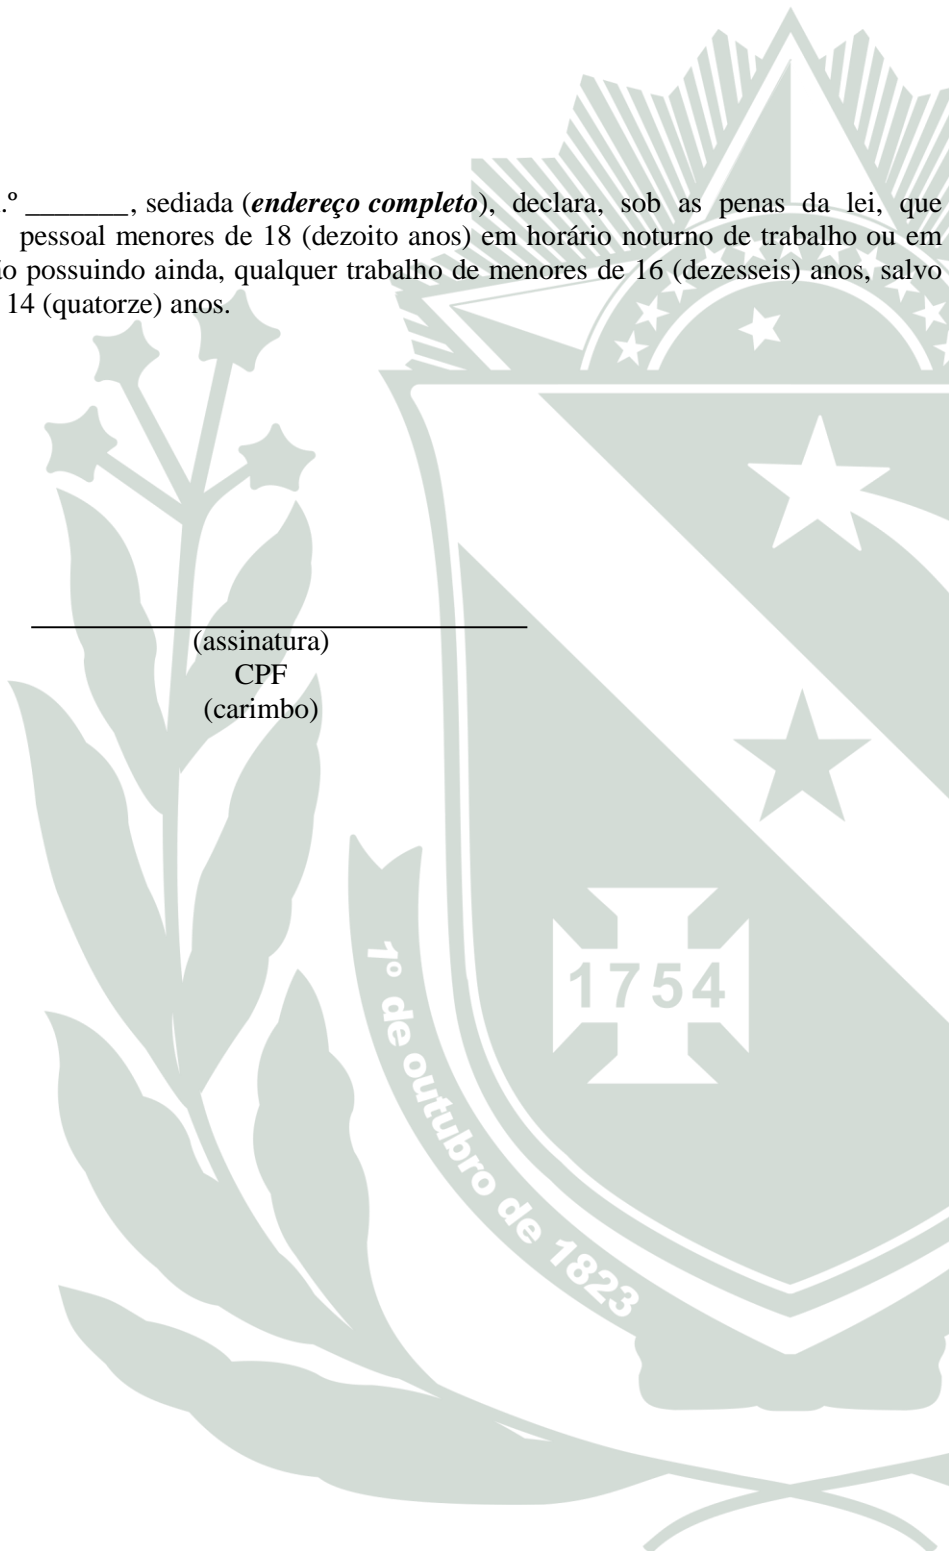 .º _______, sediada (endereço completo), declara, sob as penas da lei, que
pessoal menores de 18 (dezoito anos) em horário noturno de trabalho ou em
ão possuindo ainda, qualquer trabalho de menores de 16 (dezesseis) anos, salvo
14 (quatorze) anos.
(assinatura)
CPF
(carimbo)
1754
1º de outubro de 1823